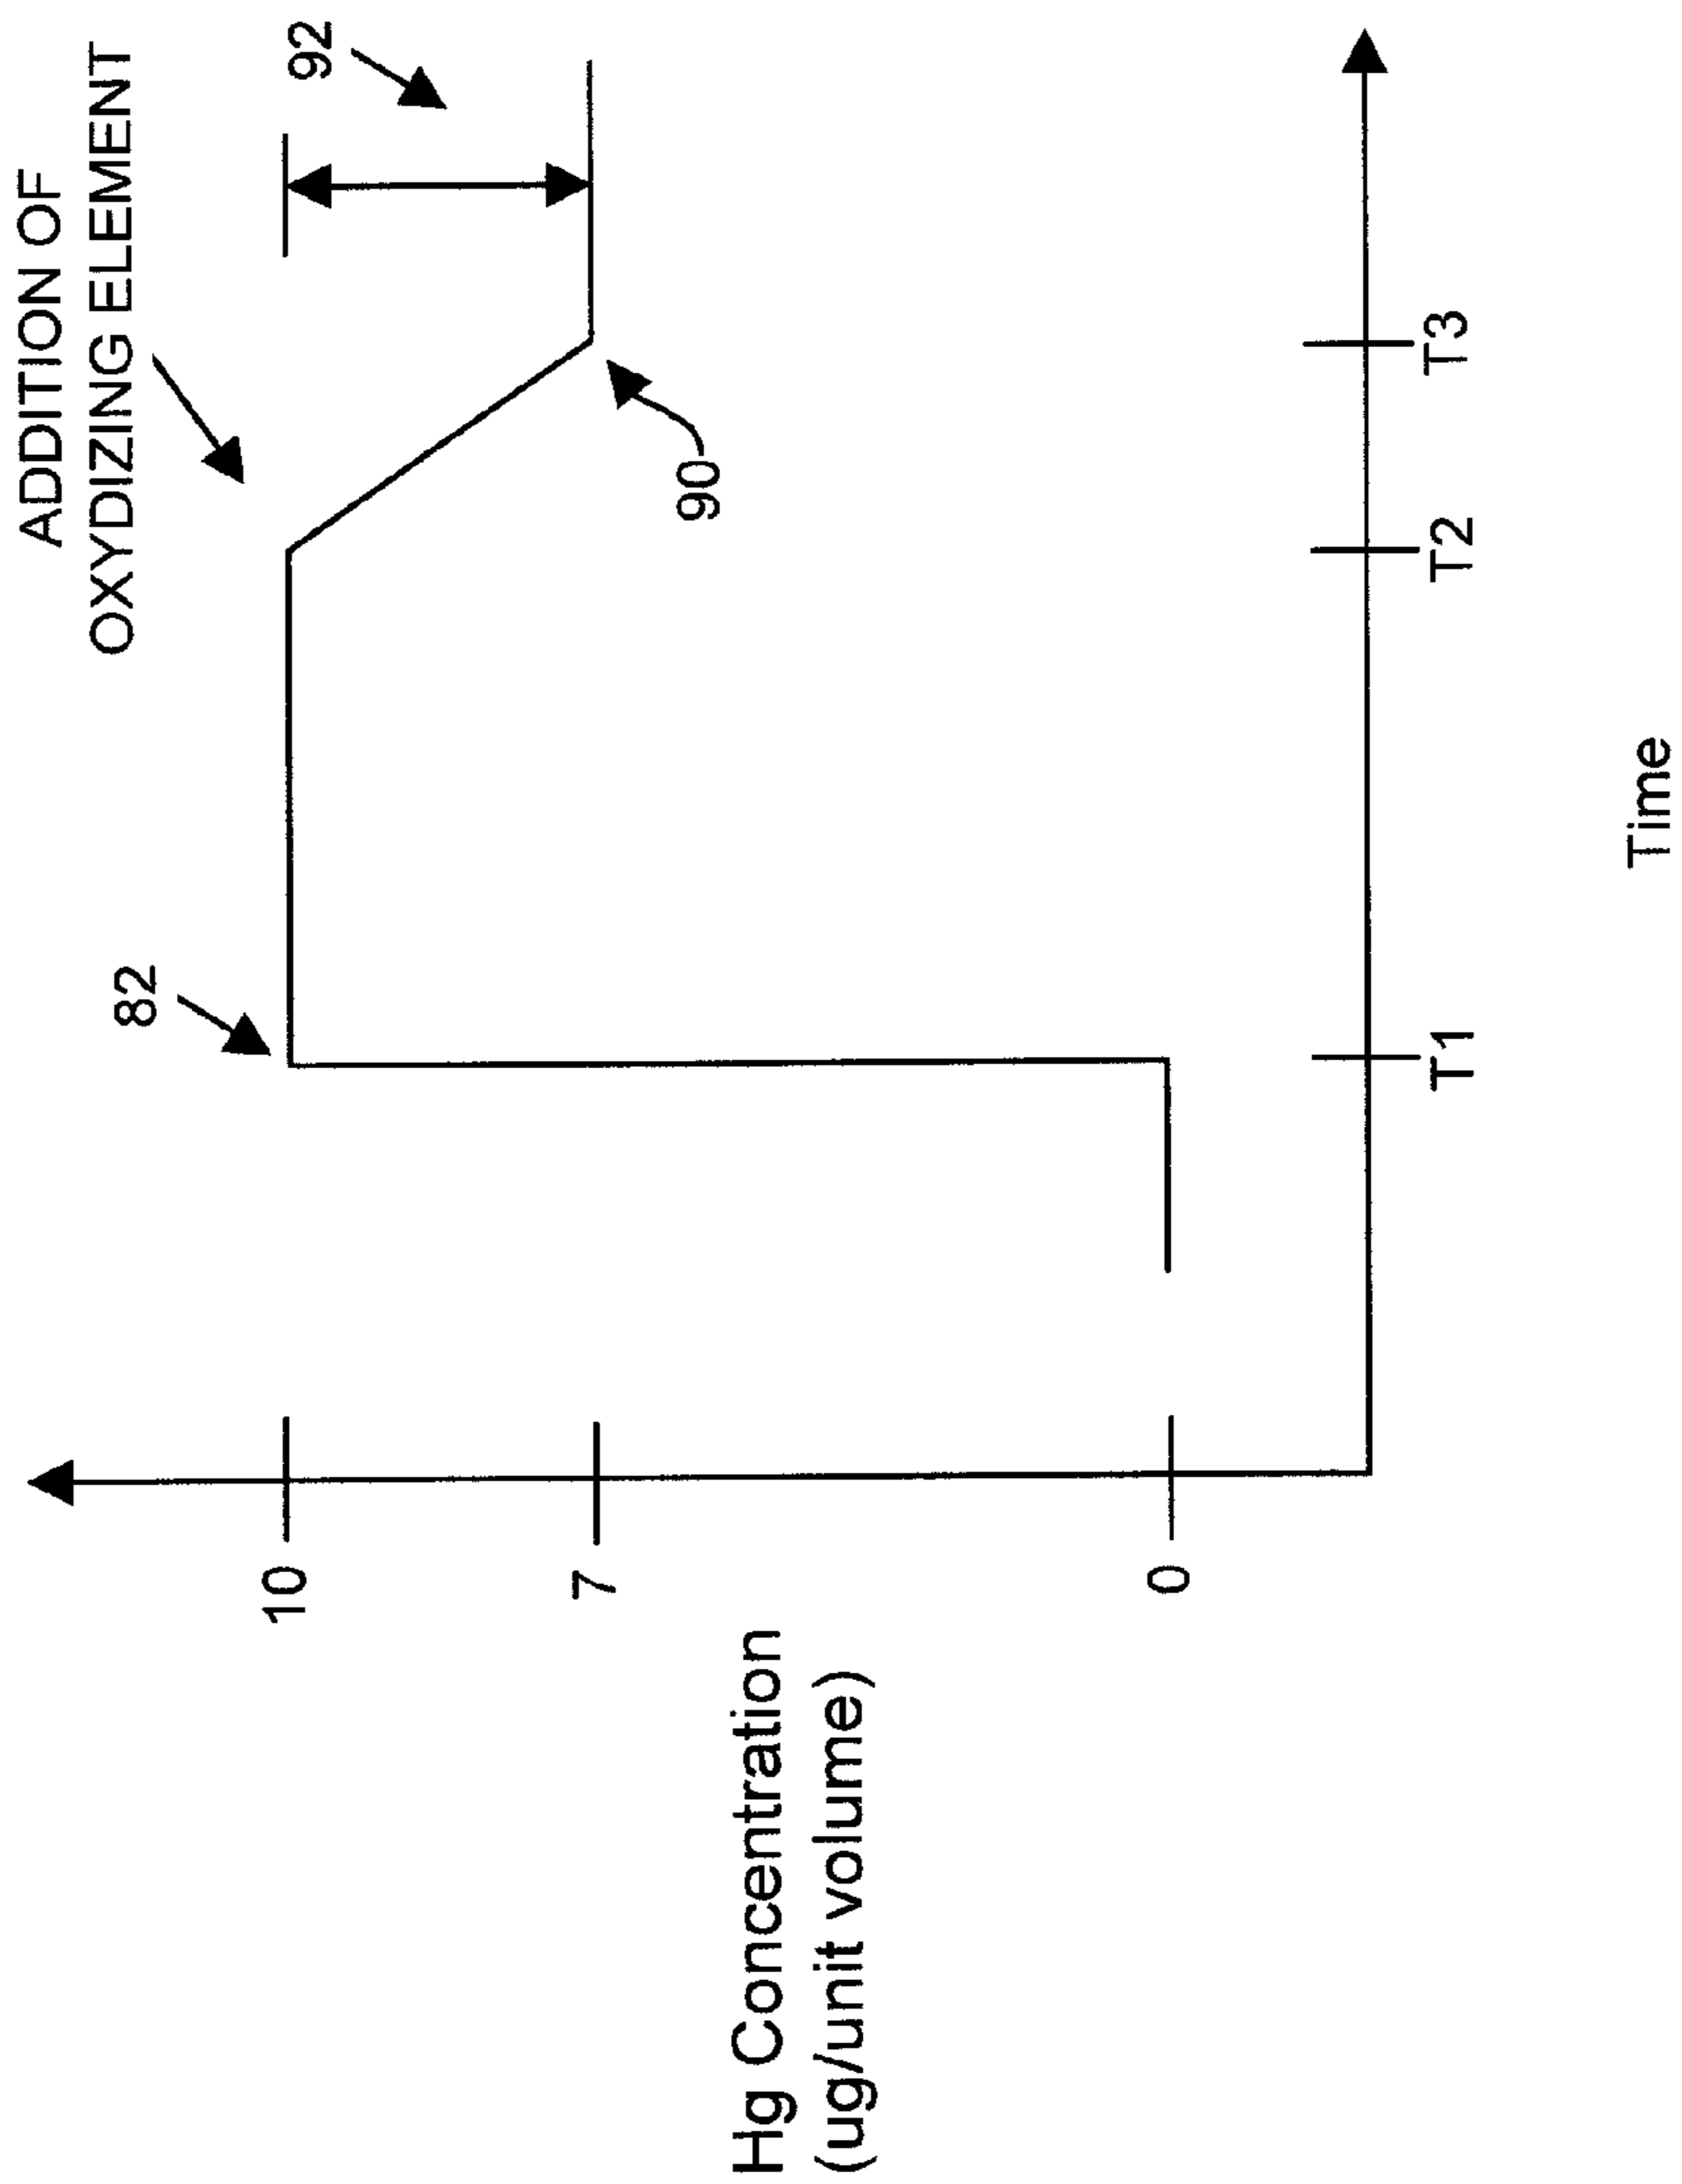 ADDITION OF
OXYDIZING ELEMENT
92
82
90
10
7
0
Hg Concentration
(ug/unit volume)
T1
T2
T3
Time